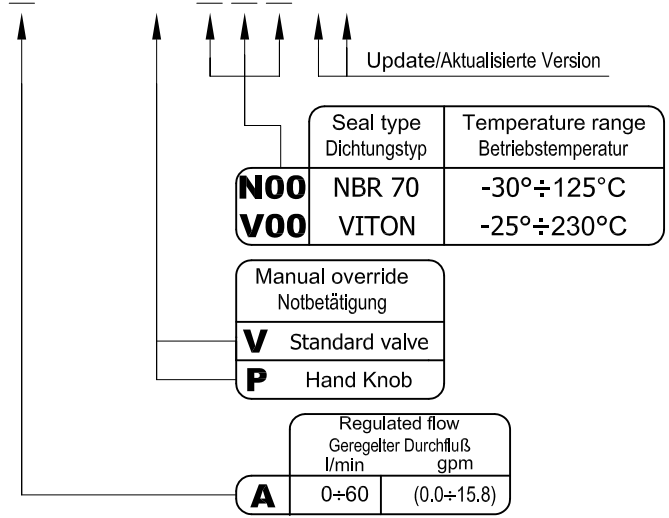 Update/Aktualisierte Version
Seal type Temperature range
Dichtungstyp Betriebstemperatur
N00 NBR 70 -30°÷125°C
V00 VITON -25°÷230°C
Manual override
Notbetätigung
V Standard valve
P Hand Knob
Regulated flow
Geregelter Durchfluß
l/min gpm
A 0÷60 (0.0÷15.8)